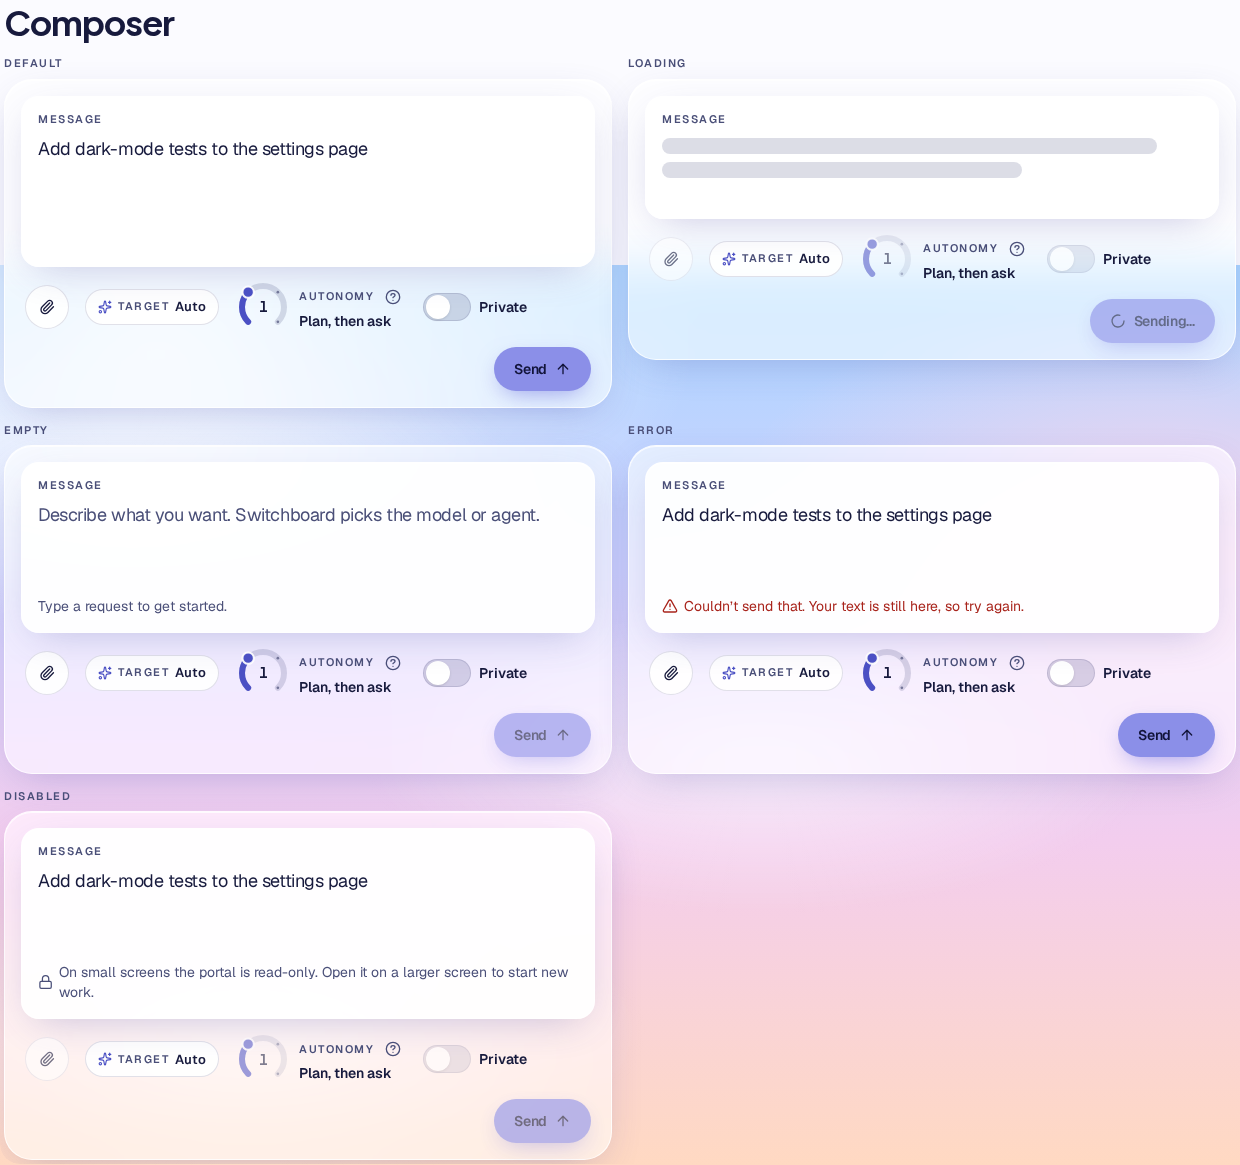 Composer
DEFAULT
MESSAGE
Add dark-mode tests to the settings page
TARGET Auto
1
AUTONOMY
Plan, then ask
Private
Send
LOADING
MESSAGE
TARGET Auto
1
AUTONOMY
Plan, then ask
Private
Sending...
EMPTY
MESSAGE
Describe what you want. Switchboard picks the model or agent.
Type a request to get started.
TARGET Auto
1
AUTONOMY
Plan, then ask
Private
Send
ERROR
MESSAGE
Add dark-mode tests to the settings page
Couldn't send that. Your text is still here, so try again.
TARGET Auto
1
AUTONOMY
Plan, then ask
Private
Send
DISABLED
MESSAGE
Add dark-mode tests to the settings page
On small screens the portal is read-only. Open it on a larger screen to start new
work.
TARGET Auto
1
AUTONOMY
Plan, then ask
Private
Send